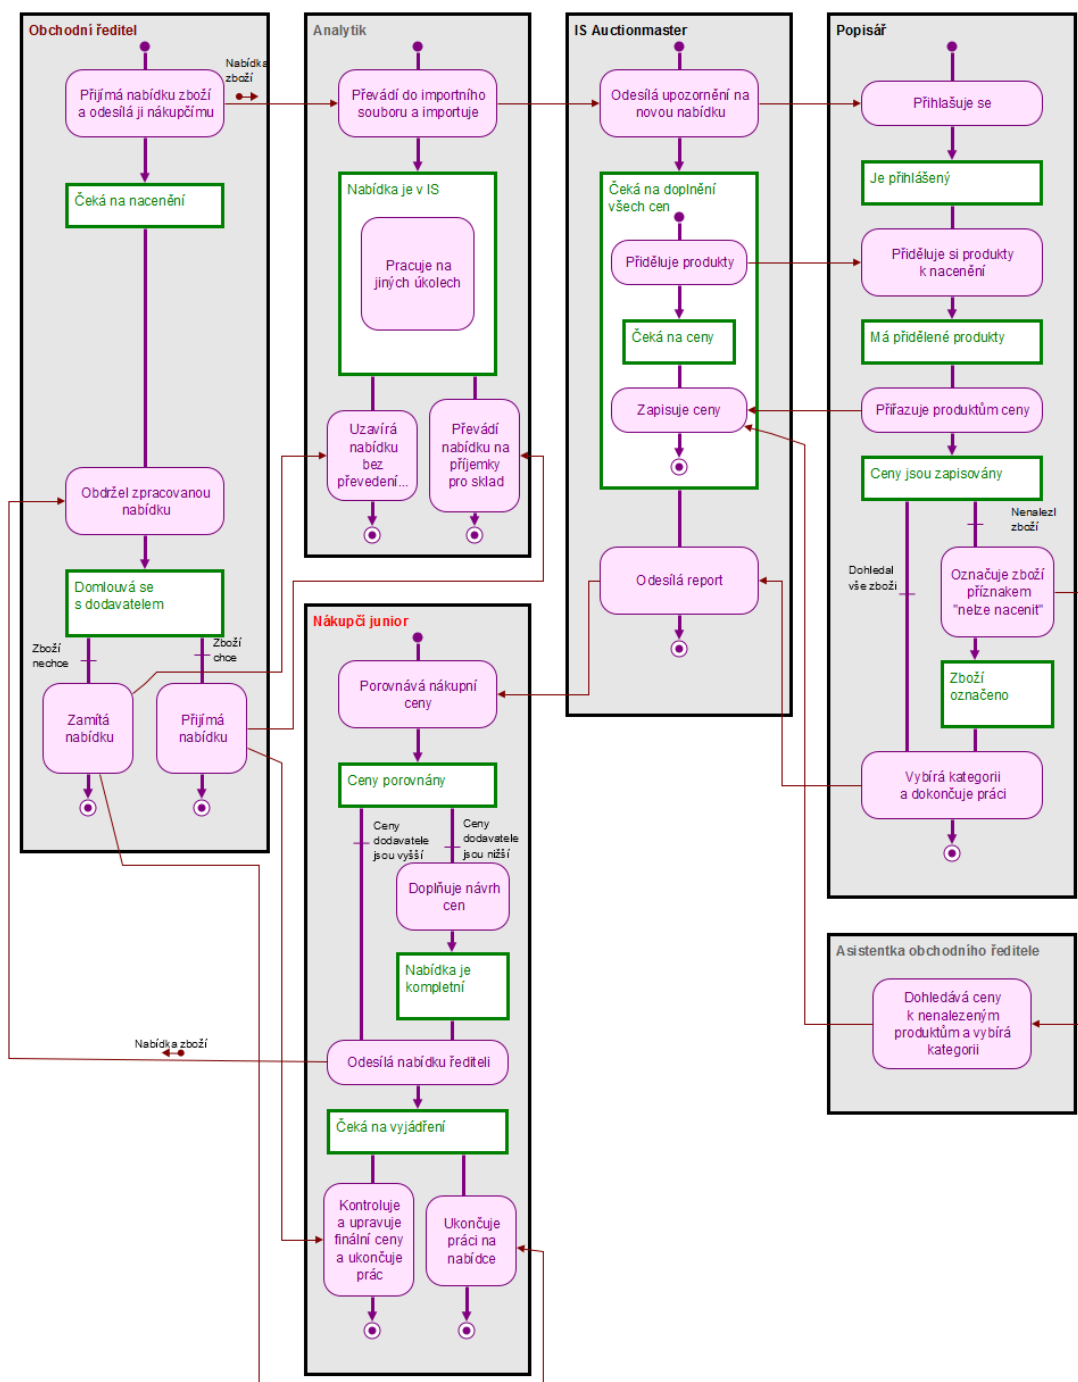 Obchodní ředitel
Přijímá nabídku zboží
a odesílá ji nákupčímu
Nabídka
zboží
Čeká na nacenění
Obdržel zpracovanou
nabídku
Domlouvá se
s dodavatelem
Zboží
nechce
Zboží
chce
Zamítá
nabídku
Přijímá
nabídku
Analytik
Převádí do importního
souboru a importuje
Nabídka je v IS
Pracuje na
jiných úkolech
Uzavírá
nabídku
bez
převedení...
Převádí
nabídku na
příjemky
pro sklad
IS Auctionmaster
Odesílá upozornění na
novou nabídku
Čeká na doplnění
všech cen
Přiděluje produkty
Čeká na ceny
Zapisuje ceny
Odesílá report
Popisář
Přihlašuje se
Je přihlášený
Přiděluje si produkty
k nacenění
Má přidělené produkty
Přiřazuje produktům ceny
Ceny jsou zapisovány
Nenalezl
zboží
Dohledal
vše zboží
Označuje zboží
příznakem
"nelze nacenit"
Zboží
označeno
Vybírá kategorii
a dokončuje práci
Nákupčí junior
Porovnává nákupní
ceny
Ceny porovnány
Ceny
dodavatele
jsou vyšší
Ceny
dodavatele
jsou nižší
Doplňuje návrh
cen
Nabídka je
kompletní
Nabídka zboží
Odesílá nabídku řediteli
Čeká na vyjádření
Kontroluje
a upravuje
finální ceny
a ukončuje
prác
Ukončuje
práci na
nabídce
Asistentka obchodního ředitele
Dohledává ceny
k nenalezeným
produktům a vybírá
kategorii